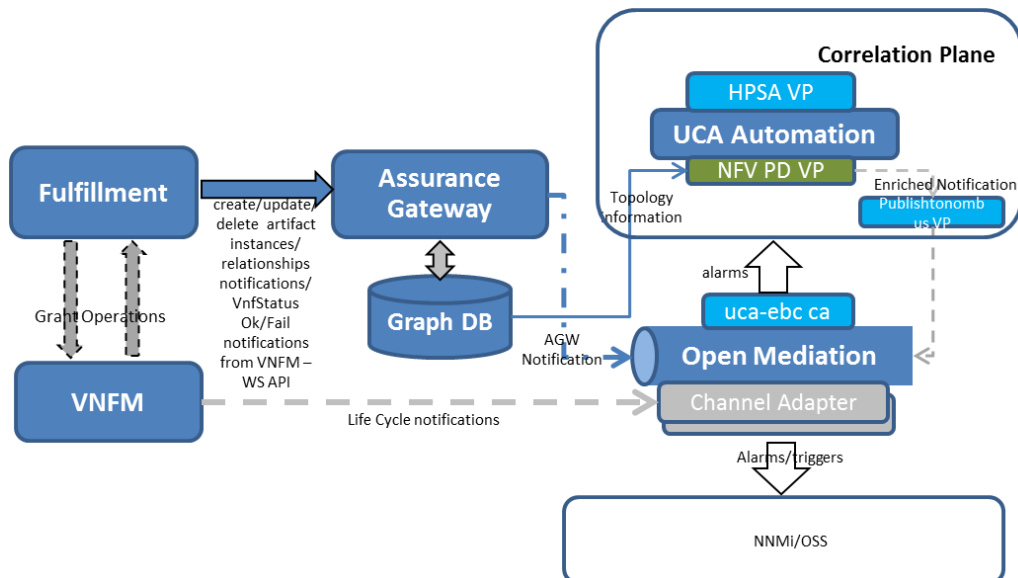 Correlation Plane
HPSA VP
UCA Automation
NFV PD VP
Enriched Notification
Publishtonomb
us VP
Topology
information
Fulfillment
Assurance
Gateway
create/update/
delete artifact
instances/
relationships
notifications/
VnfStatus
Ok/Fail
notifications
from VNFM –
WS API
Grant Operations
Graph DB
alarms
uca-ebc ca
AGW
Notification
Open Mediation
VNFM
Channel Adapter
Life Cycle notifications
Alarms/triggers
NNMi/OSS